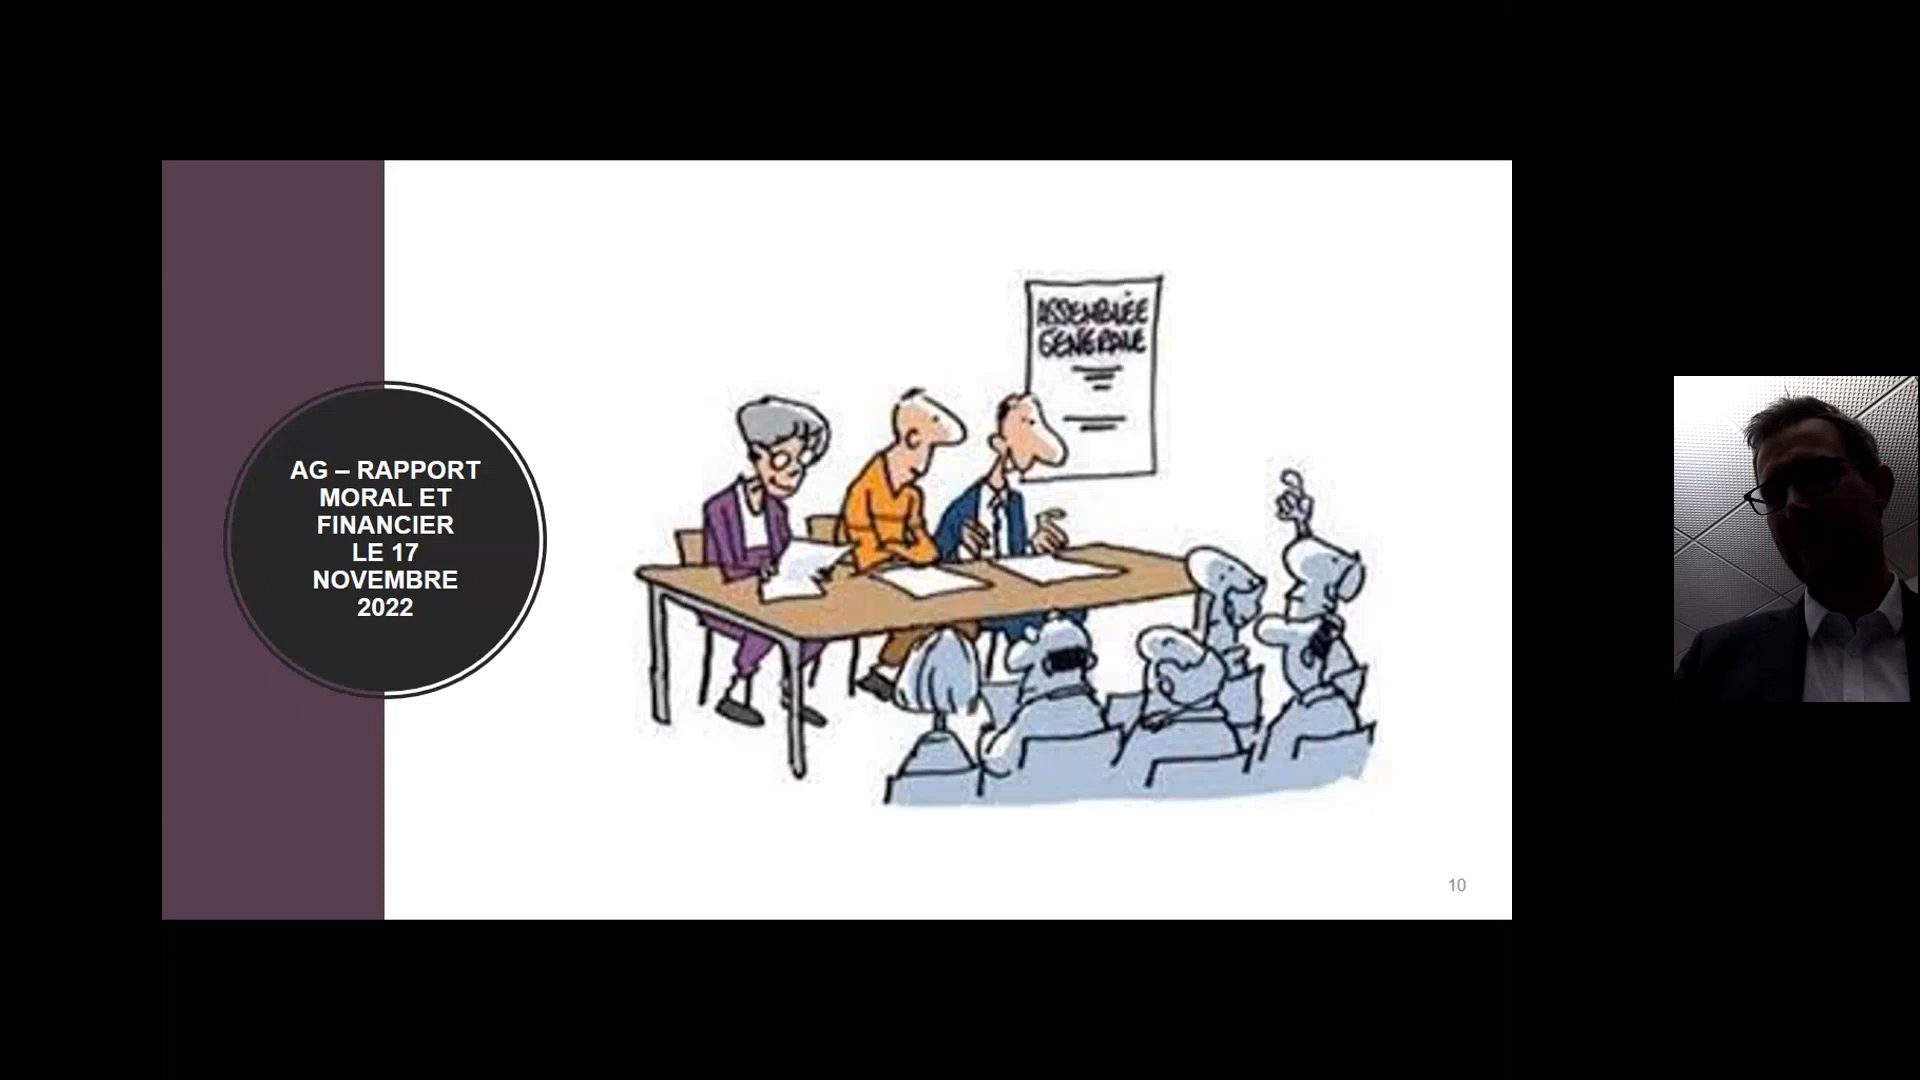 AG – RAPPORT
MORAL ET
FINANCIER
LE 17
NOVEMBRE
2022
ASSEMBLÉE
GÉNÉRALE
10